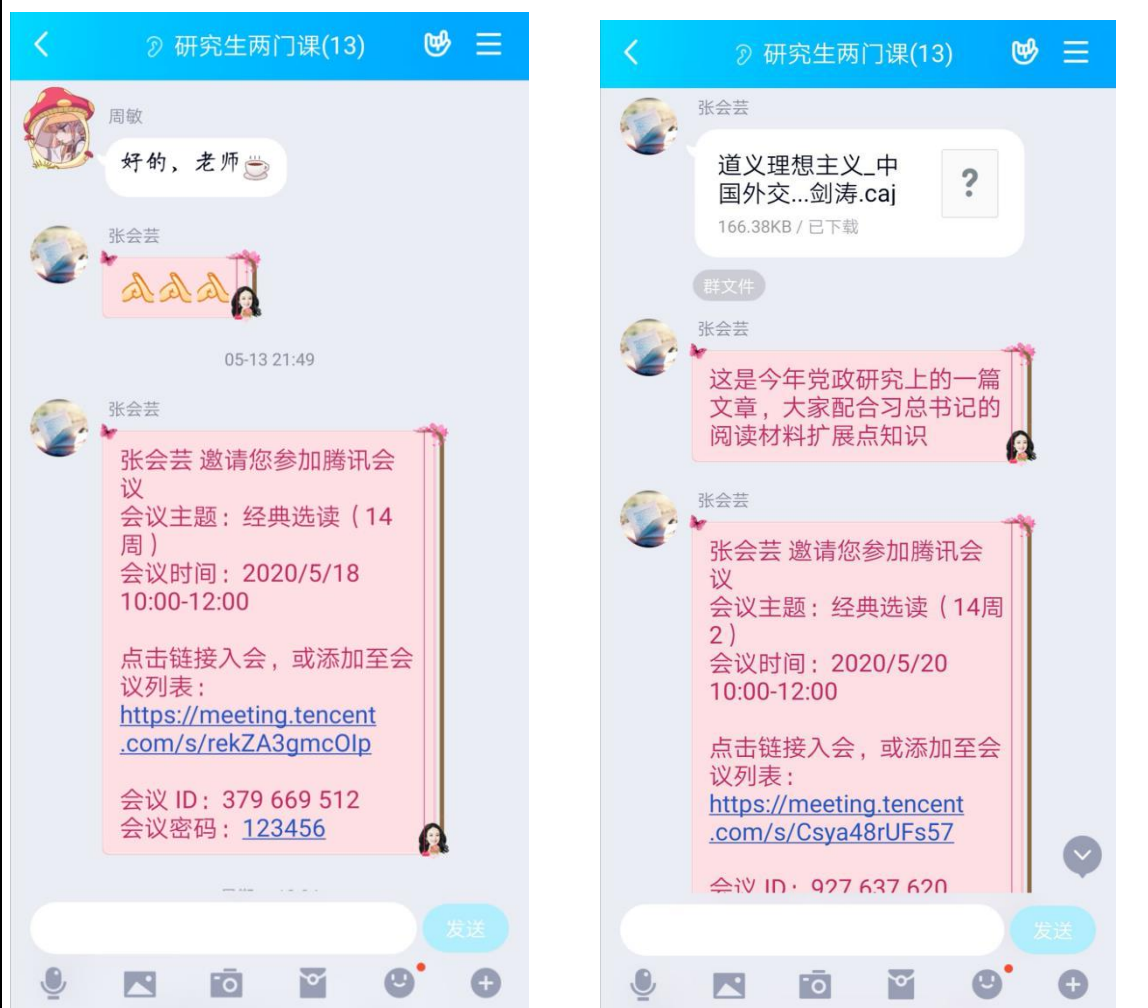 研究生两门课(13)
周敏
好的，老师
张会芸
05-13 21:49
张会芸
张会芸 邀请您参加腾讯会
议
会议主题：经典选读（14
周）
会议时间：2020/5/18
10:00-12:00
点击链接入会，或添加至会
议列表：
https://meeting.tencent
.com/s/rekZA3gmcOIp
会议 ID：379 669 512
会议密码：123456
发送
研究生两门课(13)
张会芸
道义理想主义_中
国外交...剑涛.caj
?
166.38KB / 已下载
群文件
张会芸
这是今年党政研究上的一篇
文章，大家配合习总书记的
阅读材料扩展点知识
张会芸
张会芸 邀请您参加腾讯会
议
会议主题：经典选读（14周
2）
会议时间：2020/5/20
10:00-12:00
点击链接入会，或添加至会
议列表：
https://meeting.tencent
.com/s/Csya48rUFs57
会议 ID：927 637 620
发送